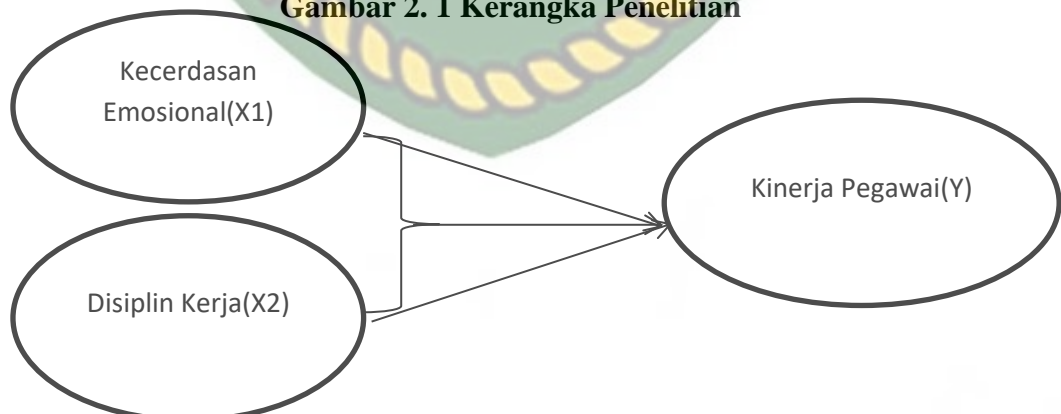 Gambar 2. 1 Kerangka Penelitian
Kecerdasan
Emosional(X1)
Kinerja Pegawai(Y)
Disiplin Kerja(X2)